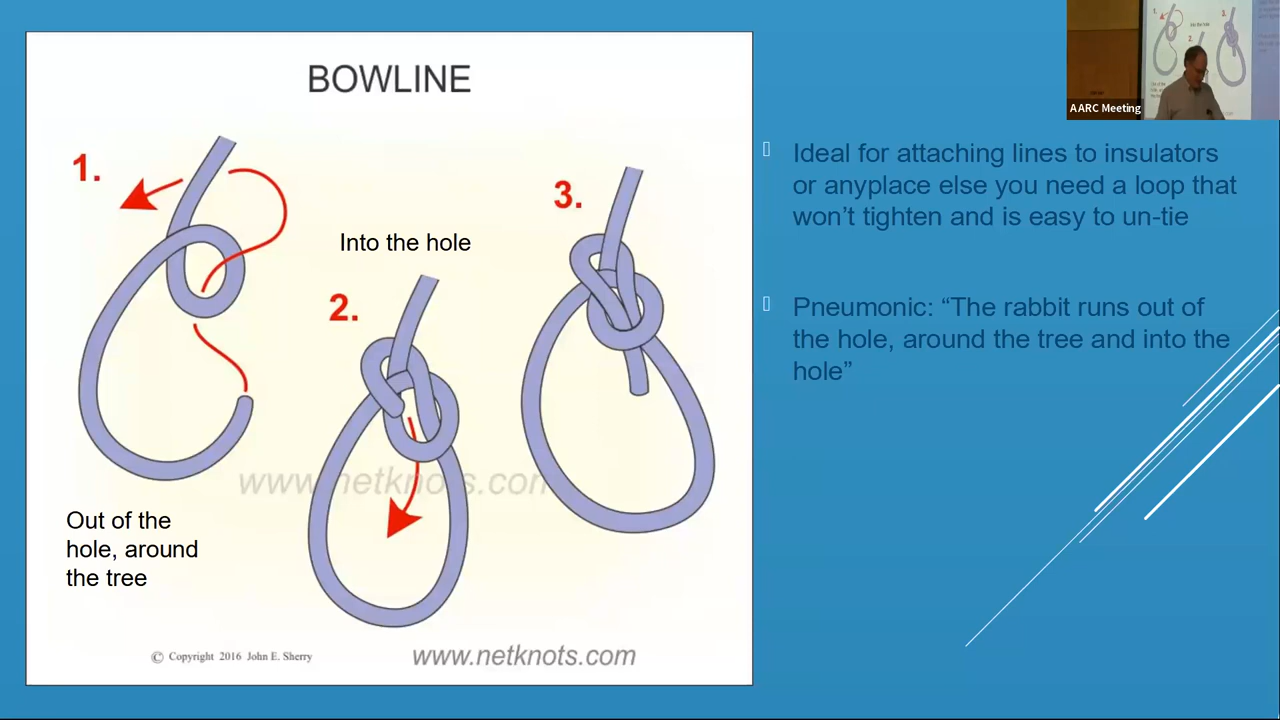 BOWLINE
1.
Into the hole
2.
3.
Out of the
hole, around
the tree
www.netknots.com
© Copyright 2016 John E. Sherry
www.netknots.com
Ideal for attaching lines to insulators
or anyplace else you need a loop that
won’t tighten and is easy to un-tie
Pneumonic: “The rabbit runs out of
the hole, around the tree and into the
hole”
AARC Meeting
1.
2.
3.